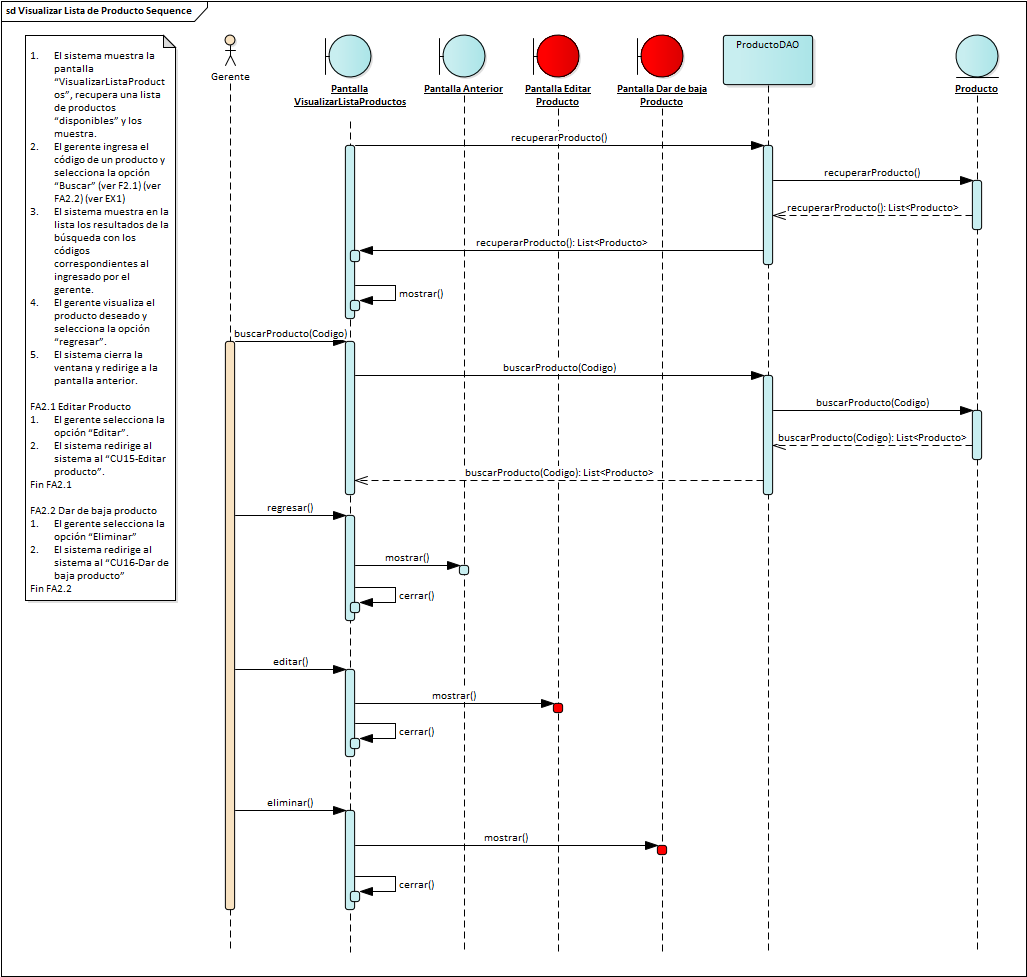 sd Visualizar Lista de Producto Sequence
1. El sistema muestra la
pantalla
“VisualizarListaProduct
os”, recupera una lista
de productos
“disponibles” y los
muestra.
2. El gerente ingresa el
código de un producto y
selecciona la opción
“Buscar” (ver F2.1) (ver
FA2.2) (ver EX1)
3. El sistema muestra en la
lista los resultados de la
búsqueda con los
códigos
correspondientes al
ingresado por el
gerente.
4. El gerente visualiza el
producto deseado y
selecciona la opción
“regresar”.
5. El sistema cierra la
ventana y redirige a la
pantalla anterior.
FA2.1 Editar Producto
1. El gerente selecciona la
opción “Editar”.
2. El sistema redirige al
sistema al “CU15-Editar
producto”.
Fin FA2.1
FA2.2 Dar de baja producto
1. El gerente selecciona la
opción “Eliminar”
2. El sistema redirige al
sistema al “CU16-Dar de
baja producto”
Fin FA2.2
Gerente
Pantalla
VisualizarListaProductos
Pantalla Anterior
Pantalla Editar
Producto
Pantalla Dar de baja
Producto
ProductoDAO
Producto
recuperarProducto()
recuperarProducto()
recuperarProducto(): List<Producto>
recuperarProducto(): List<Producto>
mostrar()
buscarProducto(Codigo)
buscarProducto(Codigo)
buscarProducto(Codigo)
buscarProducto(Codigo): List<Producto>
buscarProducto(Codigo): List<Producto>
regresar()
mostrar()
cerrar()
editar()
mostrar()
cerrar()
eliminar()
mostrar()
cerrar()